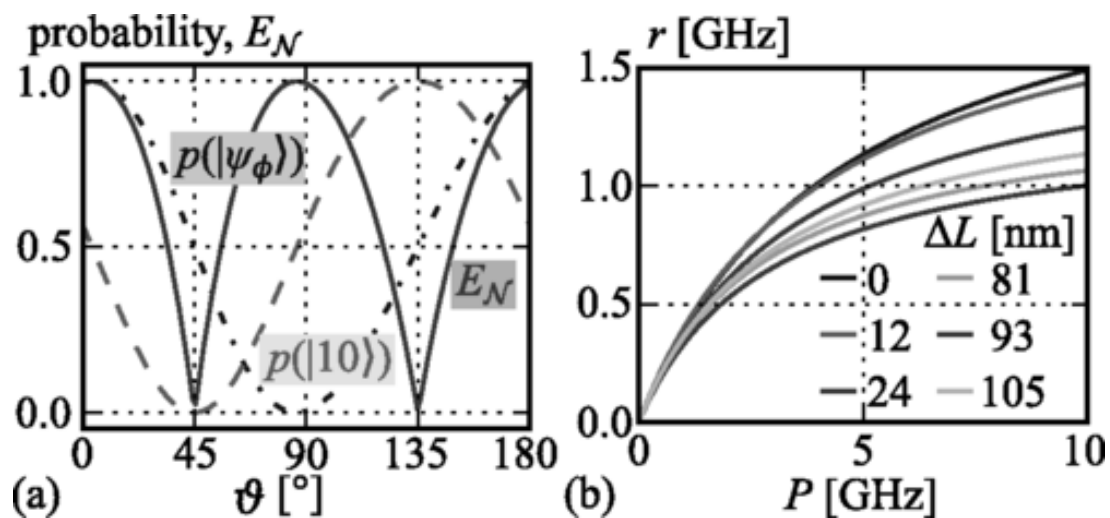 probability, E_𝒩
1.0
0.5
0.0
p(|ψ_ϕ⟩)
E_𝒩
p(|10⟩)
0 45 90 135 180
(a) ϑ [°]
r [GHz]
1.5
1.0
0.5
0.0
ΔL [nm]
0 81
12 93
24 105
0 5 10
(b) P [GHz]